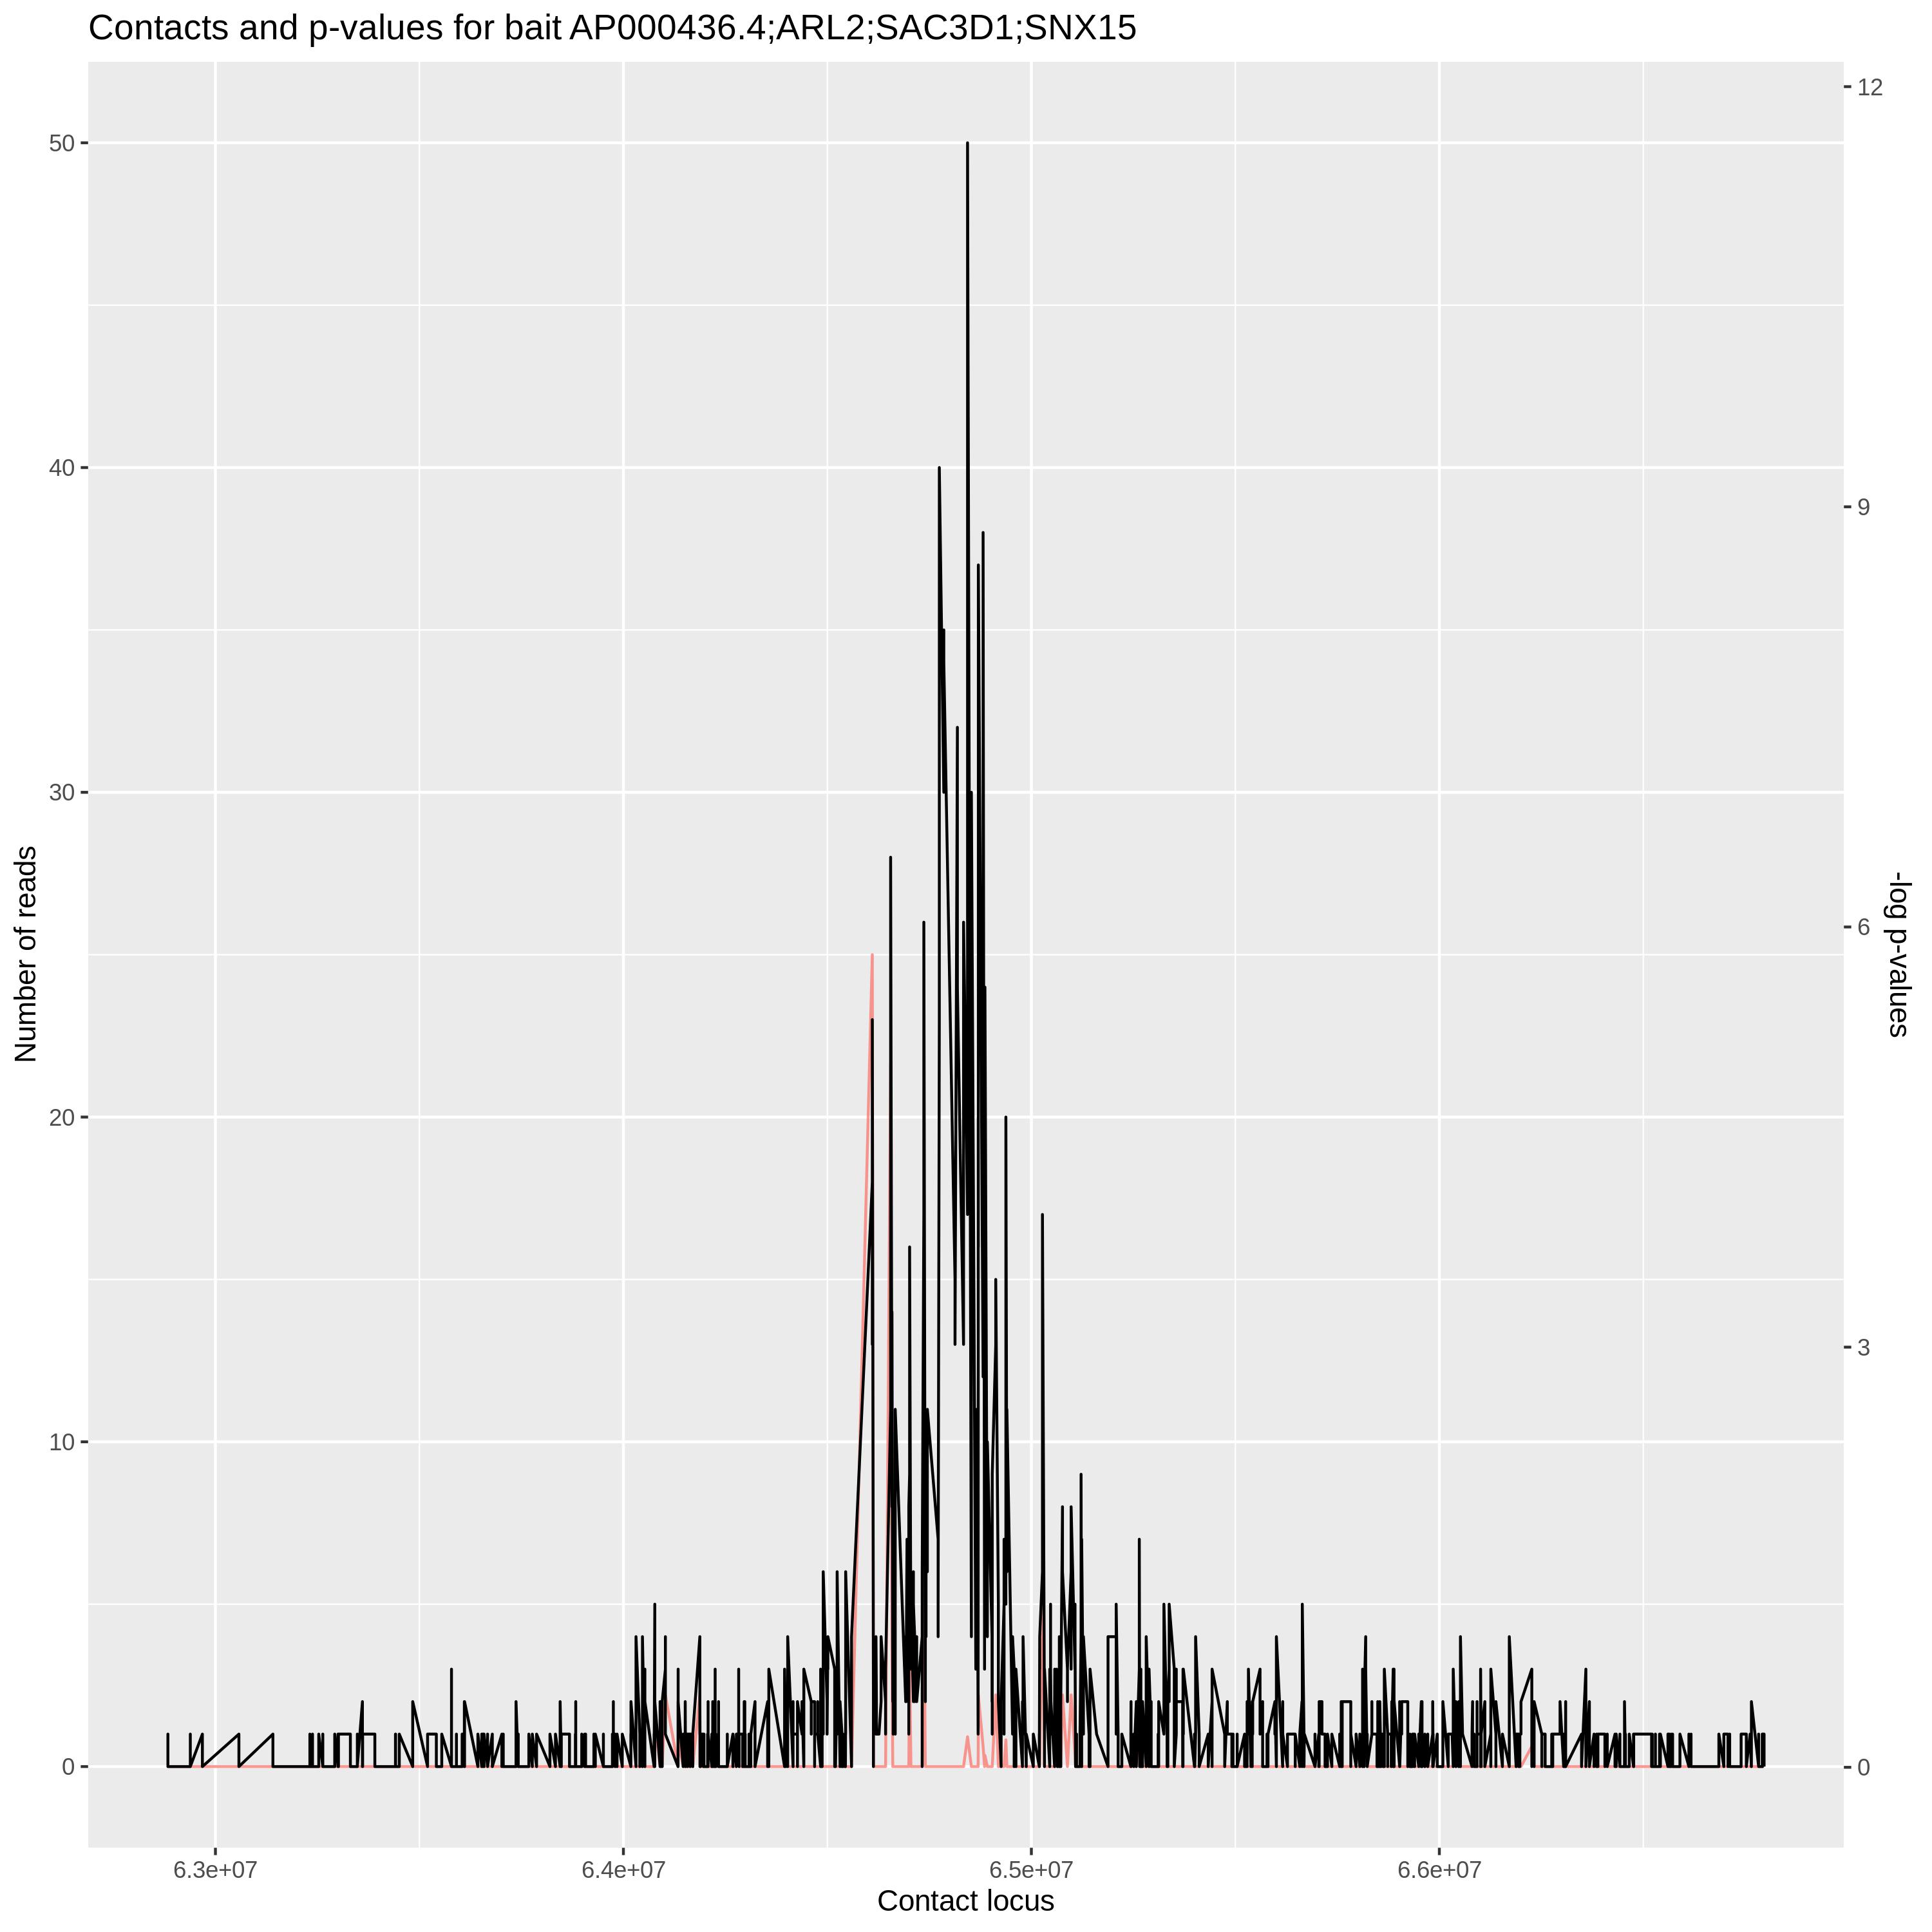 Contacts and p-values for bait AP000436.4;ARL2;SAC3D1;SNX15
50
40
30
20
10
0
Number of reads
12
9
6
3
0
-log p-values
6.3e+07
6.4e+07
6.5e+07
6.6e+07
Contact locus